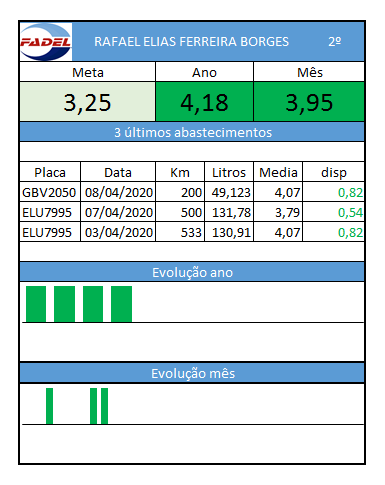 FADEL RAFAEL ELIAS FERREIRA BORGES 2º
Meta Ano Mês
3,25 4,18 3,95
3 últimos abastecimentos
Placa Data Km Litros Media disp
GBV2050 08/04/2020 200 49,123 4,07 0,82
ELU7995 07/04/2020 500 131,78 3,79 0,54
ELU7995 03/04/2020 533 130,91 4,07 0,82
Evolução ano
Evolução mês